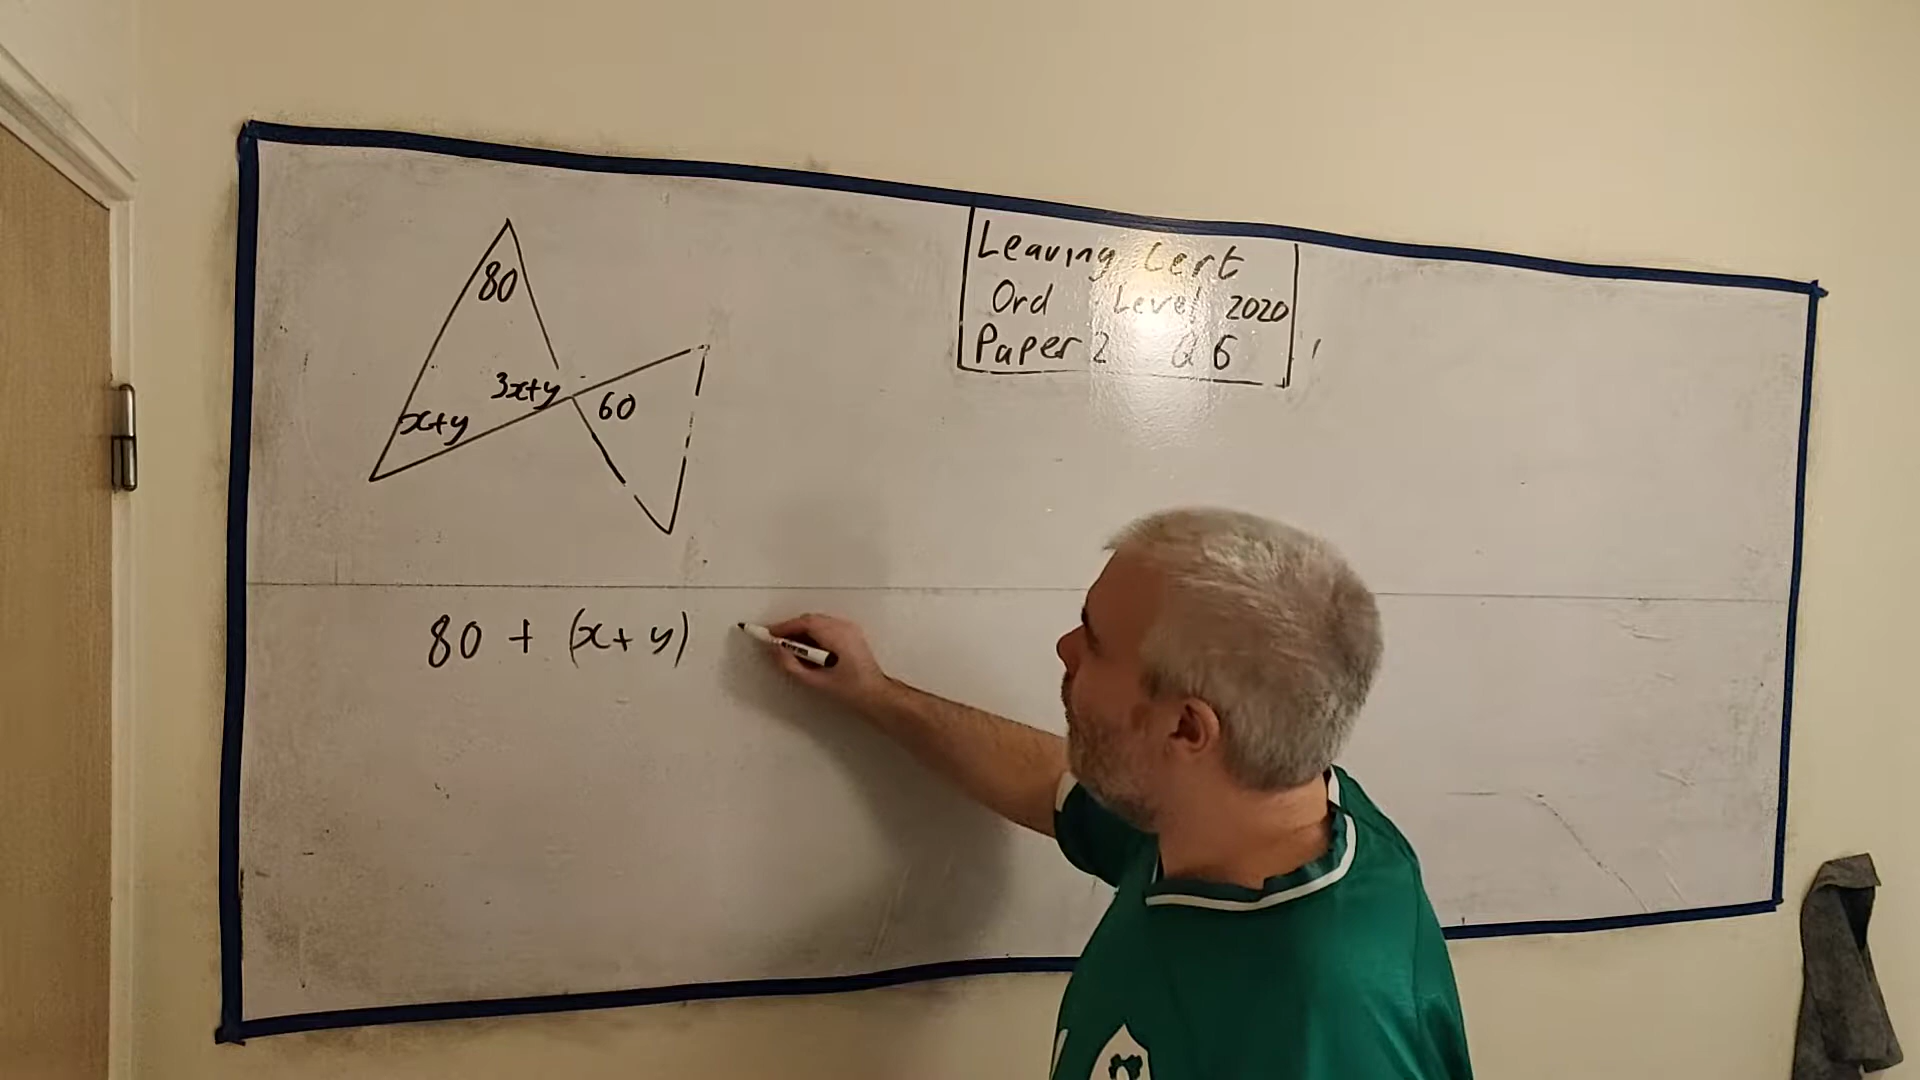 80
3x+y
60
x+y
Leaving Cert
Ord Level 2020
Paper 2 Q6
80 + (x+y)